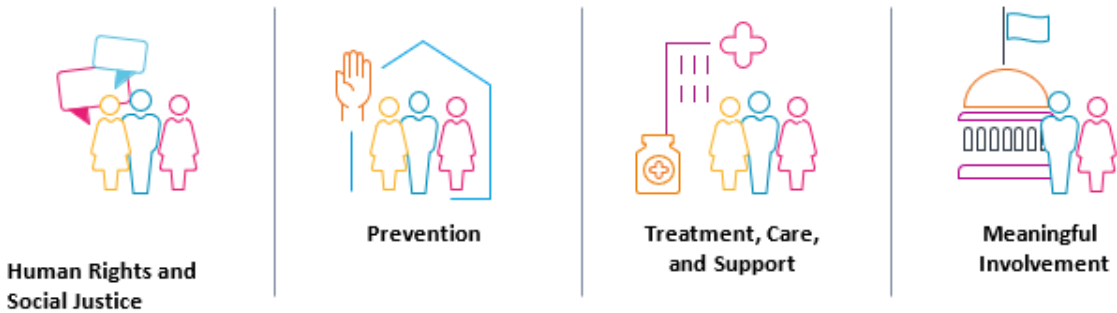 Human Rights and
Social Justice
Prevention
Treatment, Care,
and Support
Meaningful
Involvement